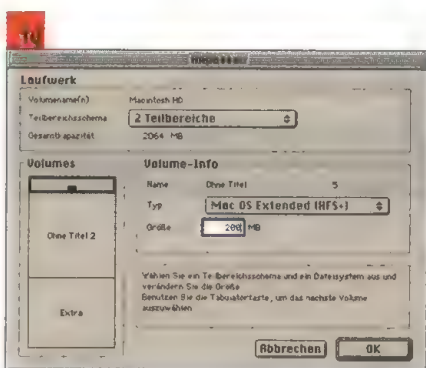 Laufwerk
Volumename(n) Macintosh HD
Teilbereichsschema 2 Teilbereiche
Gesamtkapazität 2064 MB
Volumes
Ohne Titel 2
Extra
Volume-Info
Name Ohne Titel 5
Typ Mac OS Extended (HFS+)
Größe 200 MB
Wählen Sie ein Teilbereichsschema und ein Dateisystem aus und
verändern Sie die Größe
Benutzen Sie die Tabulatortaste, um das nächste Volume
auszuwählen
Abbrechen OK